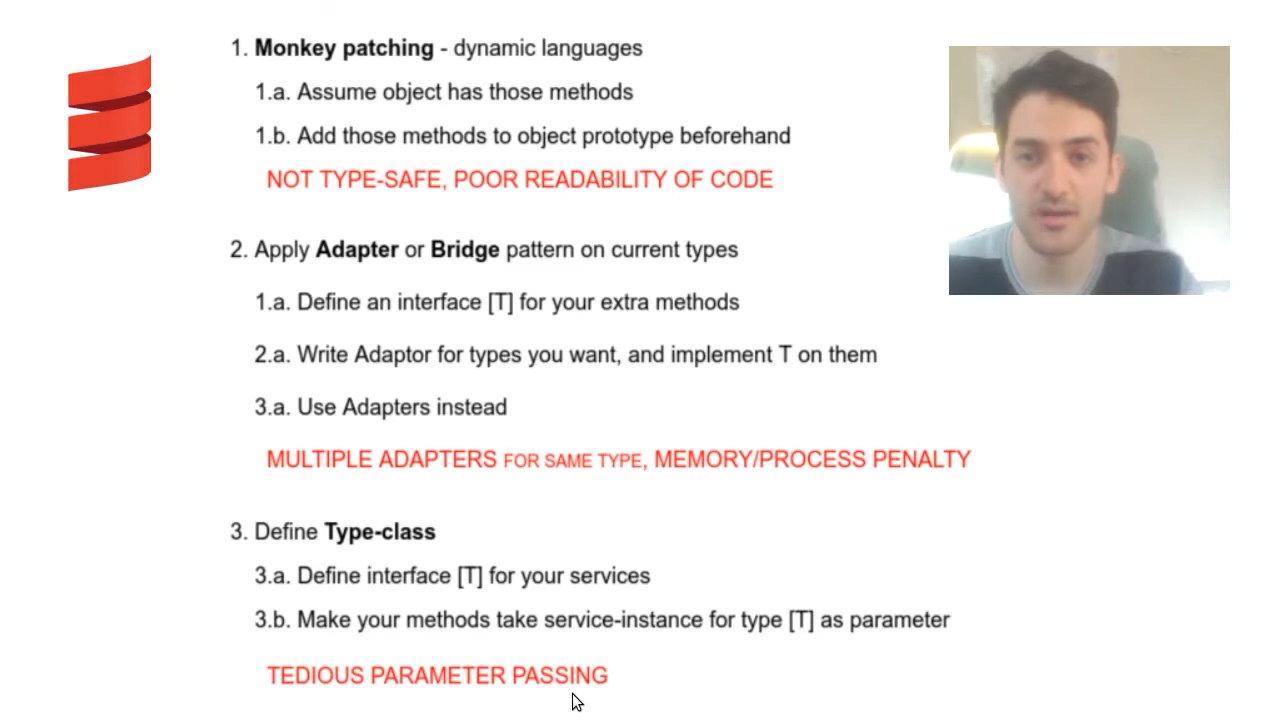 1. Monkey patching - dynamic languages
1.a. Assume object has those methods
1.b. Add those methods to object prototype beforehand
NOT TYPE-SAFE, POOR READABILITY OF CODE
2. Apply Adapter or Bridge pattern on current types
1.a. Define an interface [T] for your extra methods
2.a. Write Adaptor for types you want, and implement T on them
3.a. Use Adapters instead
MULTIPLE ADAPTERS FOR SAME TYPE, MEMORY/PROCESS PENALTY
3. Define Type-class
3.a. Define interface [T] for your services
3.b. Make your methods take service-instance for type [T] as parameter
TEDIOUS PARAMETER PASSING